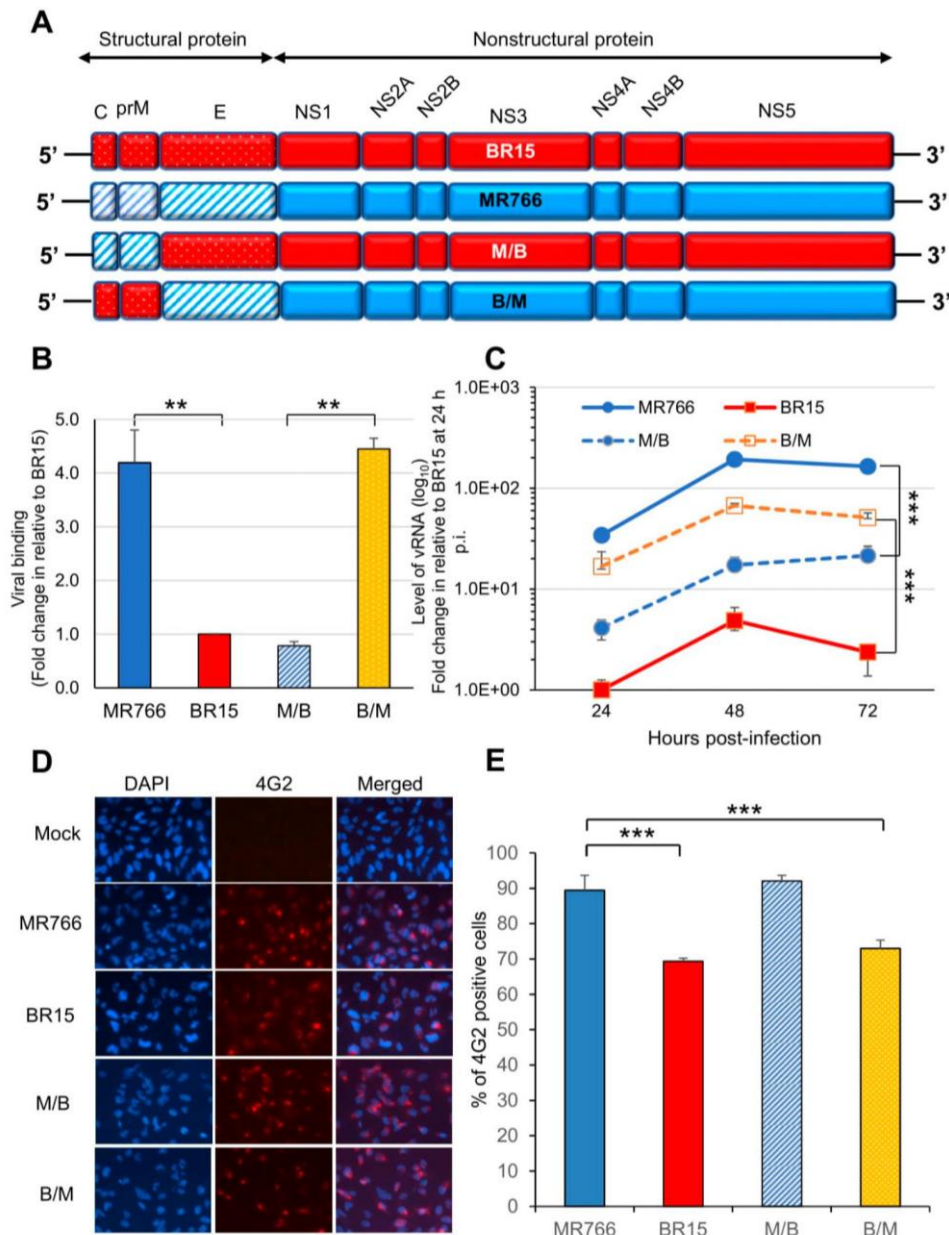 A
Structural protein
Nonstructural protein
C prM E NS1 NS2A NS2B NS3 NS4A NS4B NS5
5' BR15 3'
5' MR766 3'
5' M/B 3'
5' B/M 3'
B
Viral binding
(Fold change in relative to BR15)
5.0
4.0
3.0
2.0
1.0
0.0
**
**
MR766 BR15 M/B B/M
C
Level of vRNA (log10)
Fold change in relative to BR15 at 24 h
p.i.
1.0E+03
1.0E+02
1.0E+01
1.0E+00
MR766 BR15
M/B B/M
***
***
24 48 72
Hours post-infection
D
DAPI 4G2 Merged
Mock
MR766
BR15
M/B
B/M
E
% of 4G2 positive cells
100
90
80
70
60
50
40
30
20
10
0
***
***
MR766 BR15 M/B B/M